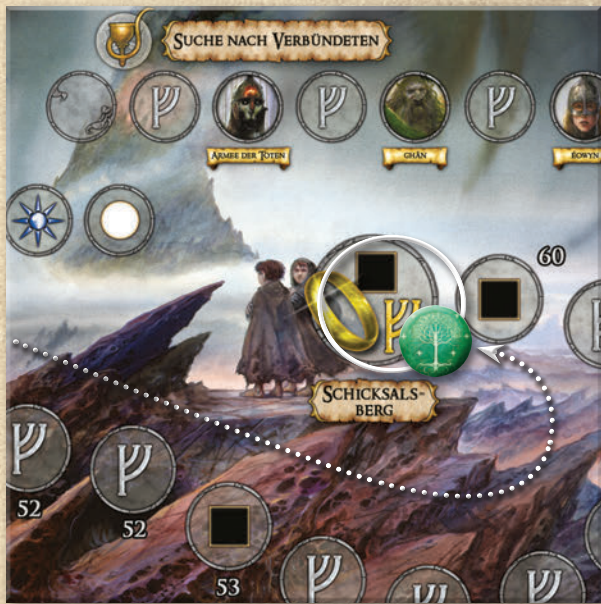 SUCHE NACH VERBÜNDETEN
ARMEE DER TOTEN
GHÂN
ÉOWYN
60
SCHICKSALS-
BERG
52
52
53